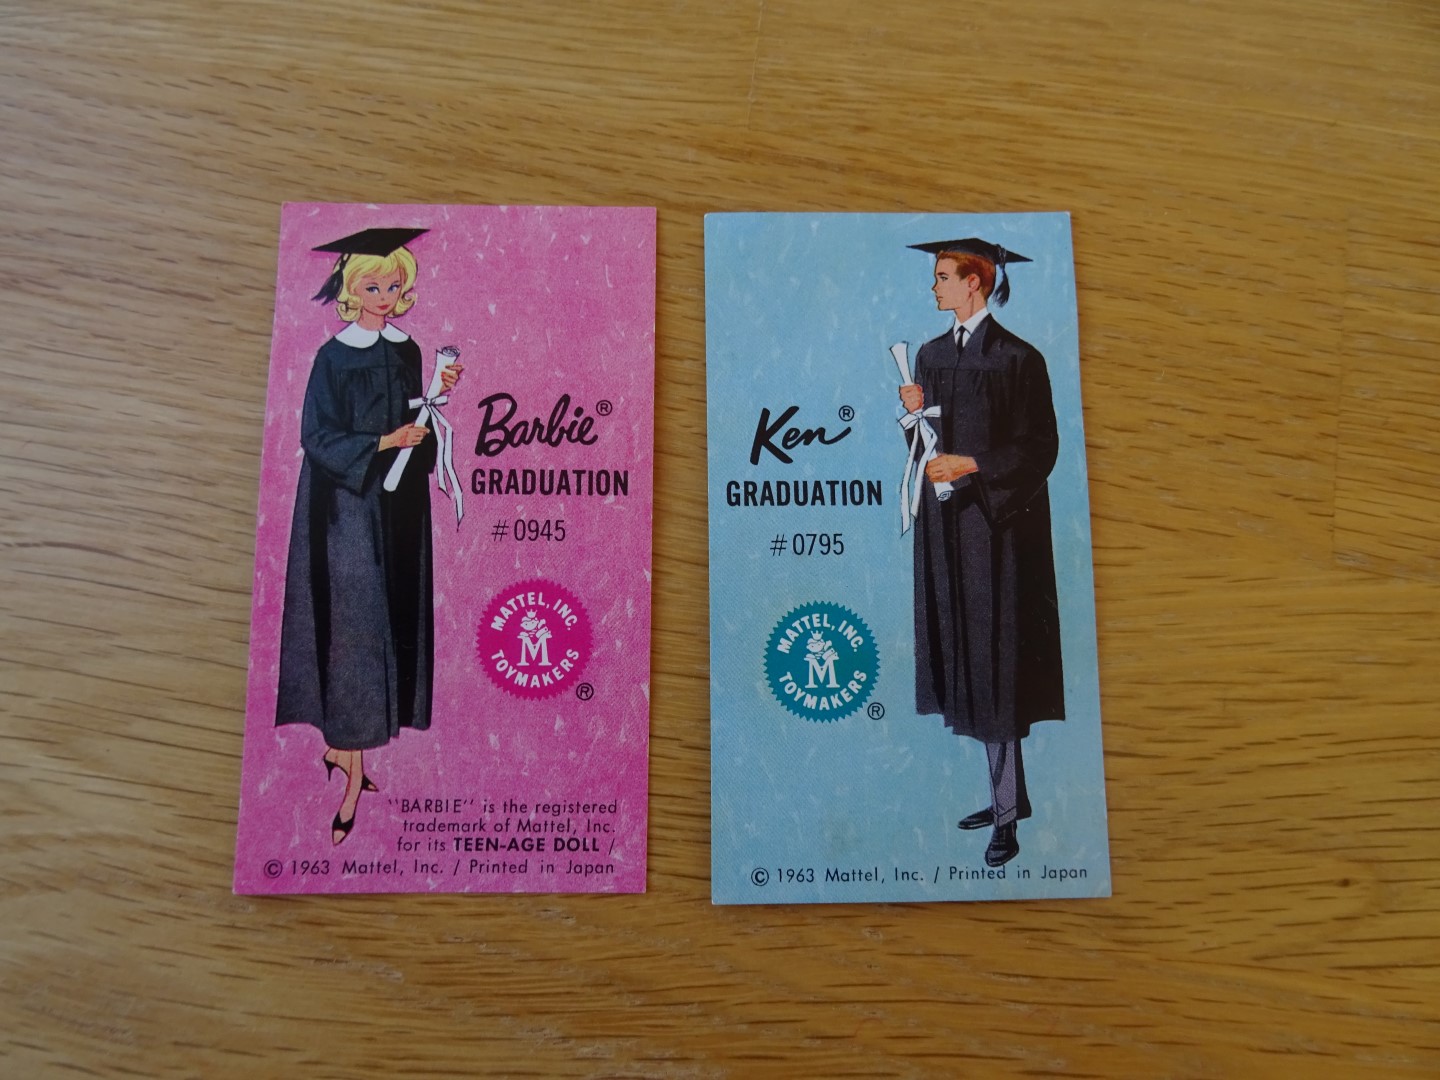 Barbie®
GRADUATION
#0945
MATTEL, INC.
M
TOYMAKERS
®
"BARBIE" is the registered
trademark of Mattel, Inc.
for its TEEN-AGE DOLL /
© 1963 Mattel, Inc. / Printed in Japan
Ken®
GRADUATION
#0795
MATTEL, INC.
M
TOYMAKERS
®
© 1963 Mattel, Inc. / Printed in Japan